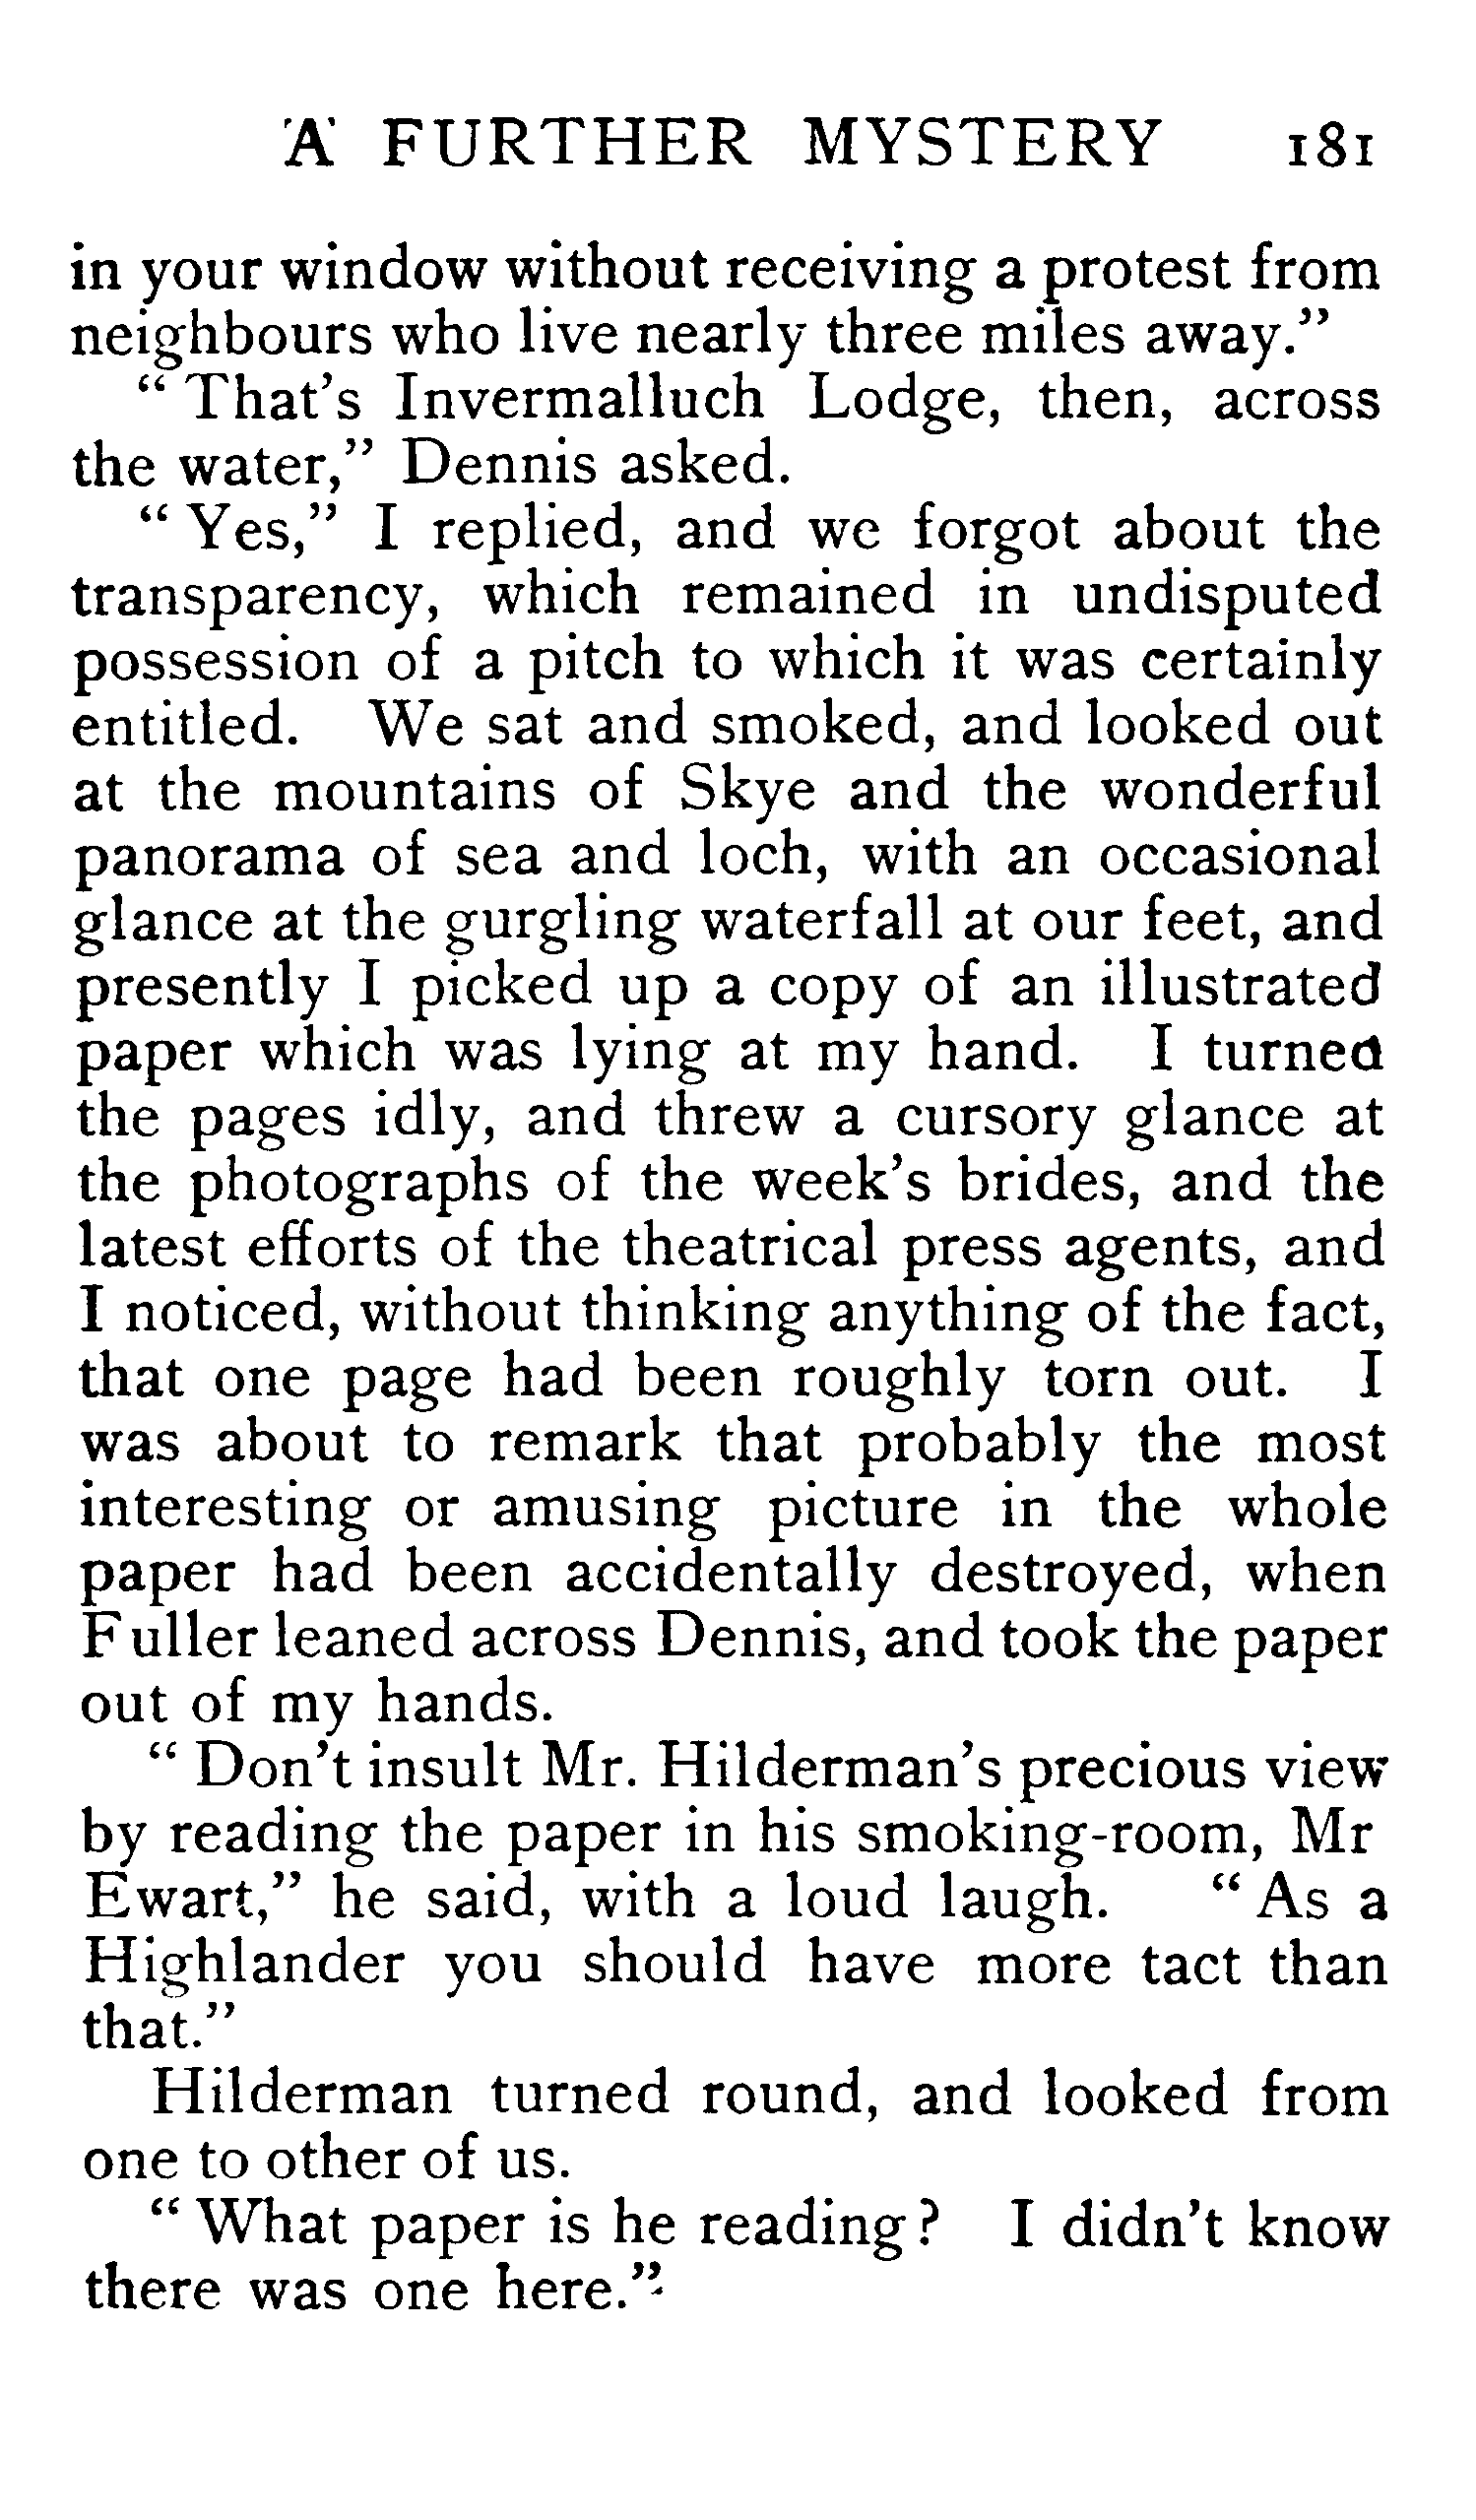 A FURTHER MYSTERY 181
in your window without receiving a protest from
neighbours who live nearly three miles away."
"That's Invermalluch Lodge, then, across
the water," Dennis asked.
"Yes," I replied, and we forgot about the
transparency, which remained in undisputed
possession of a pitch to which it was certainly
entitled. We sat and smoked, and looked out
at the mountains of Skye and the wonderful
panorama of sea and loch, with an occasional
glance at the gurgling waterfall at our feet, and
presently I picked up a copy of an illustrated
paper which was lying at my hand. I turned
the pages idly, and threw a cursory glance at
the photographs of the week's brides, and the
latest efforts of the theatrical press agents, and
I noticed, without thinking anything of the fact,
that one page had been roughly torn out. I
was about to remark that probably the most
interesting or amusing picture in the whole
paper had been accidentally destroyed, when
Fuller leaned across Dennis, and took the paper
out of my hands.
"Don't insult Mr. Hilderman's precious view
by reading the paper in his smoking-room, Mr
Ewart," he said, with a loud laugh. "As a
Highlander you should have more tact than
that."
Hilderman turned round, and looked from
one to other of us.
"What paper is he reading? I didn't know
there was one here."